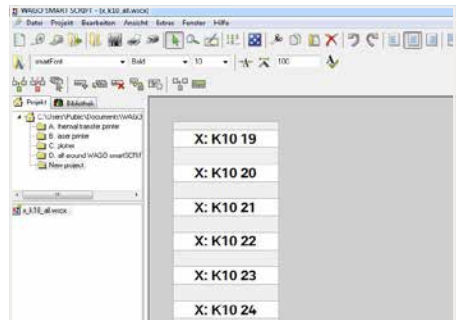 WAGO SMART SCRIPT - [x_k10_all.wscx]
Datei Projekt Bearbeiten Ansicht Extras Fenster Hilfe
smartFont Bold 10 100
Projekt Bibliothek
C:\Users\Public\Documents\WAGO
A. thermal transfer printer
B. laser printer
C. plotter
D. all around WAGO smartSCRIPT
New project
x_k10_all.wscx
X: K10 19
X: K10 20
X: K10 21
X: K10 22
X: K10 23
X: K10 24